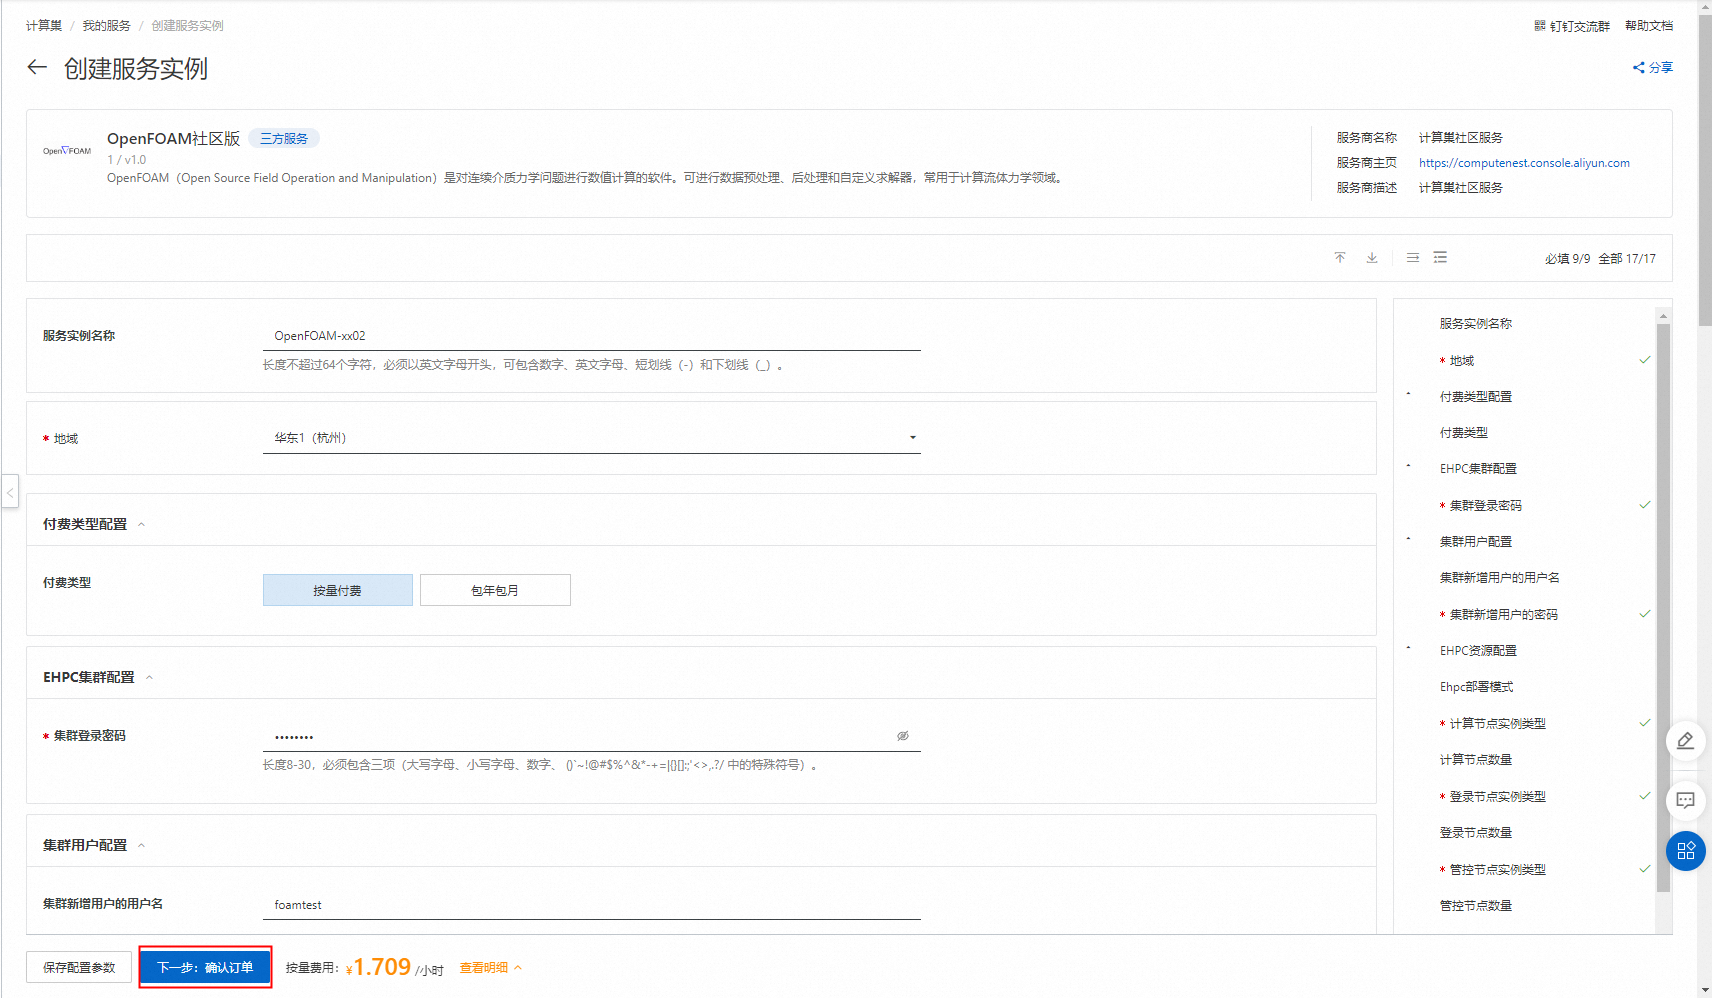 计算巢 / 我的服务 / 创建服务实例
钉钉交流群 帮助文档
创建服务实例
分享
OpenFOAM
OpenFOAM社区版 三方服务
1 / v1.0
OpenFOAM（Open Source Field Operation and Manipulation）是对连续介质力学问题进行数值计算的软件。可进行数据预处理、后处理和自定义求解器，常用于计算流体力学领域。
服务商名称 计算巢社区服务
服务商主页 https://computenest.console.aliyun.com
服务商描述 计算巢社区服务
必填 9/9 全部 17/17
服务实例名称 OpenFOAM-xx02
长度不超过64个字符，必须以英文字母开头，可包含数字、英文字母、短划线（-）和下划线（_）。
* 地域 华东1（杭州）
付费类型配置
付费类型 按量付费 包年包月
EHPC集群配置
* 集群登录密码 ••••••••
长度8-30，必须包含三项（大写字母、小写字母、数字、 ()`~!@#$%^&*-+=|{}[]:;'<>,.?/ 中的特殊符号）。
集群用户配置
集群新增用户的用户名 foamtest
服务实例名称
* 地域
付费类型配置
付费类型
EHPC集群配置
* 集群登录密码
集群用户配置
集群新增用户的用户名
* 集群新增用户的密码
EHPC资源配置
Ehpc部署模式
* 计算节点实例类型
计算节点数量
* 登录节点实例类型
登录节点数量
* 管控节点实例类型
管控节点数量
保存配置参数 下一步：确认订单 按量费用： ¥1.709 /小时 查看明细